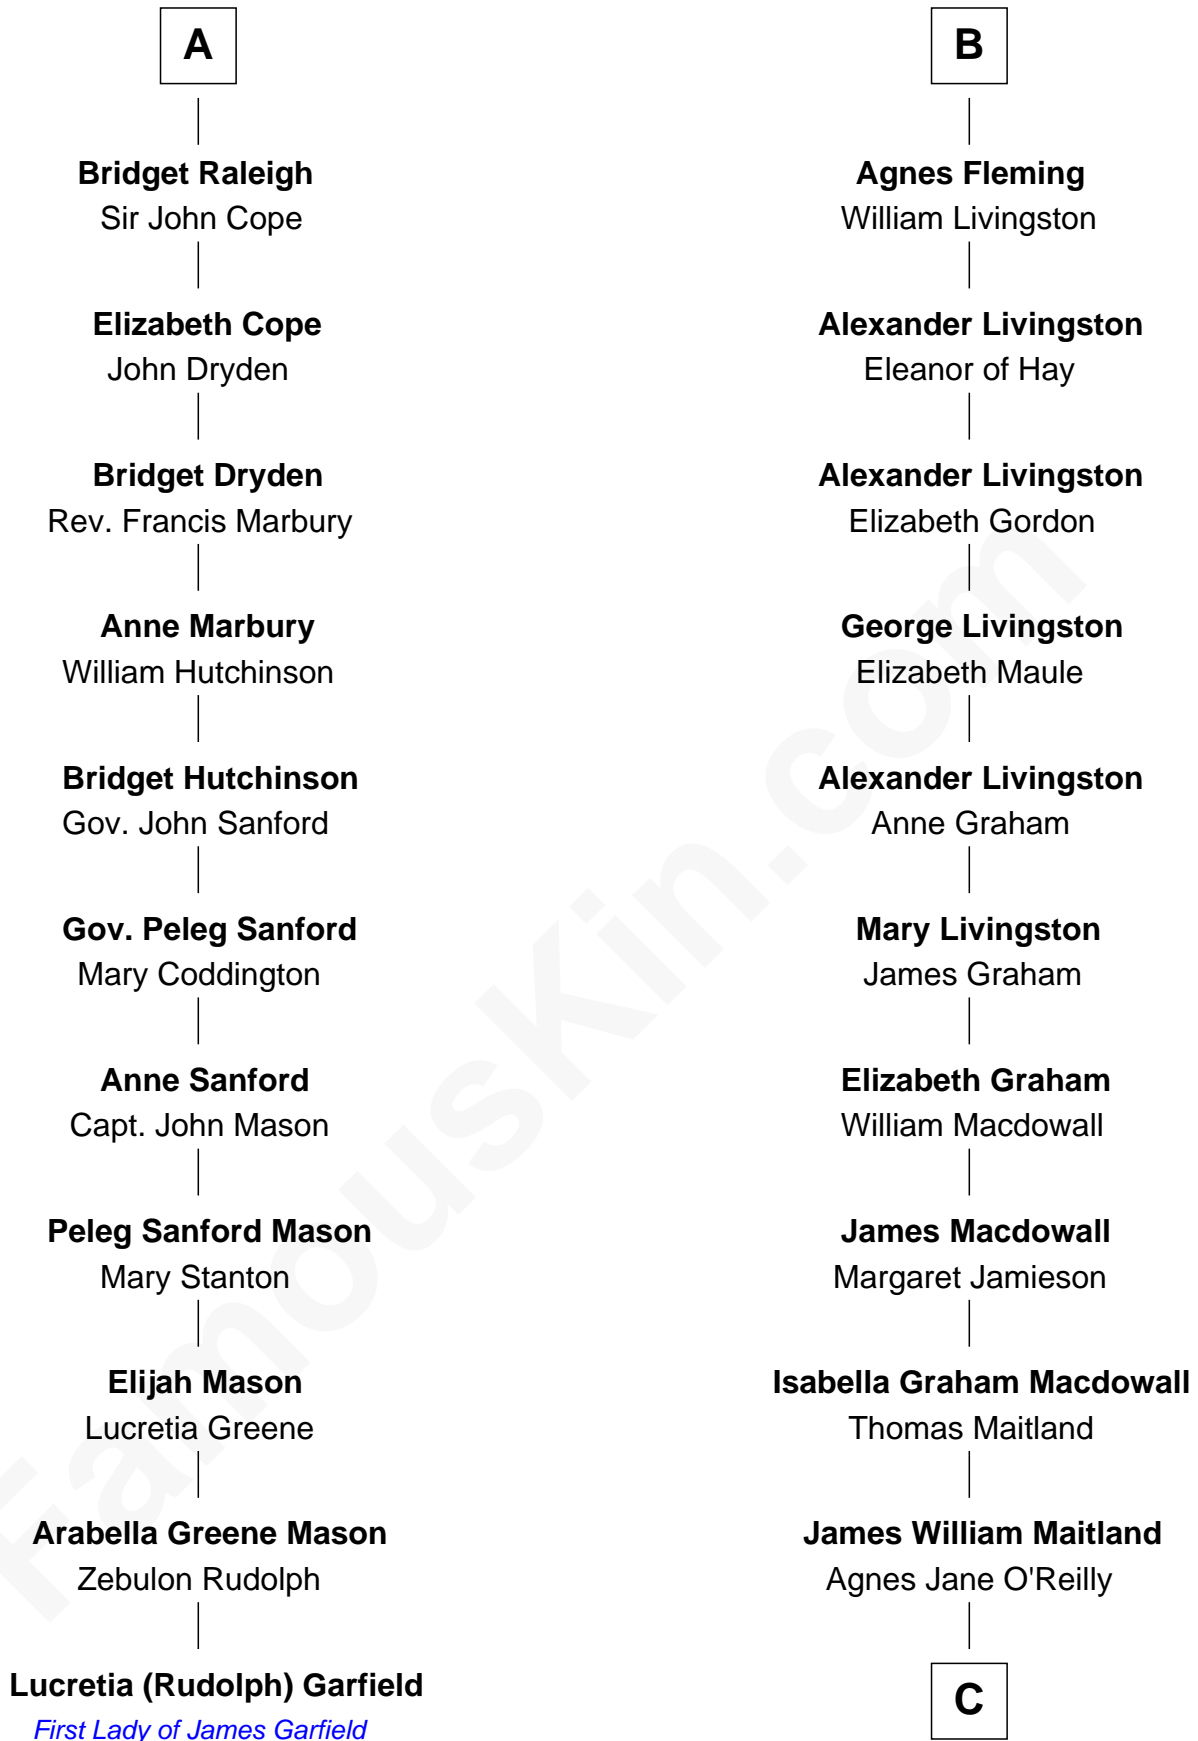 A
Bridget Raleigh
Sir John Cope
Elizabeth Cope
John Dryden
Bridget Dryden
Rev. Francis Marbury
Anne Marbury
William Hutchinson
Bridget Hutchinson
Gov. John Sanford
Gov. Peleg Sanford
Mary Coddington
Anne Sanford
Capt. John Mason
Peleg Sanford Mason
Mary Stanton
Elijah Mason
Lucretia Greene
Arabella Greene Mason
Zebulon Rudolph
Lucretia (Rudolph) Garfield
First Lady of James Garfield
B
Agnes Fleming
William Livingston
Alexander Livingston
Eleanor of Hay
Alexander Livingston
Elizabeth Gordon
George Livingston
Elizabeth Maule
Alexander Livingston
Anne Graham
Mary Livingston
James Graham
Elizabeth Graham
William Macdowall
James Macdowall
Margaret Jamieson
Isabella Graham Macdowall
Thomas Maitland
James William Maitland
Agnes Jane O'Reilly
C
FamousKin.com